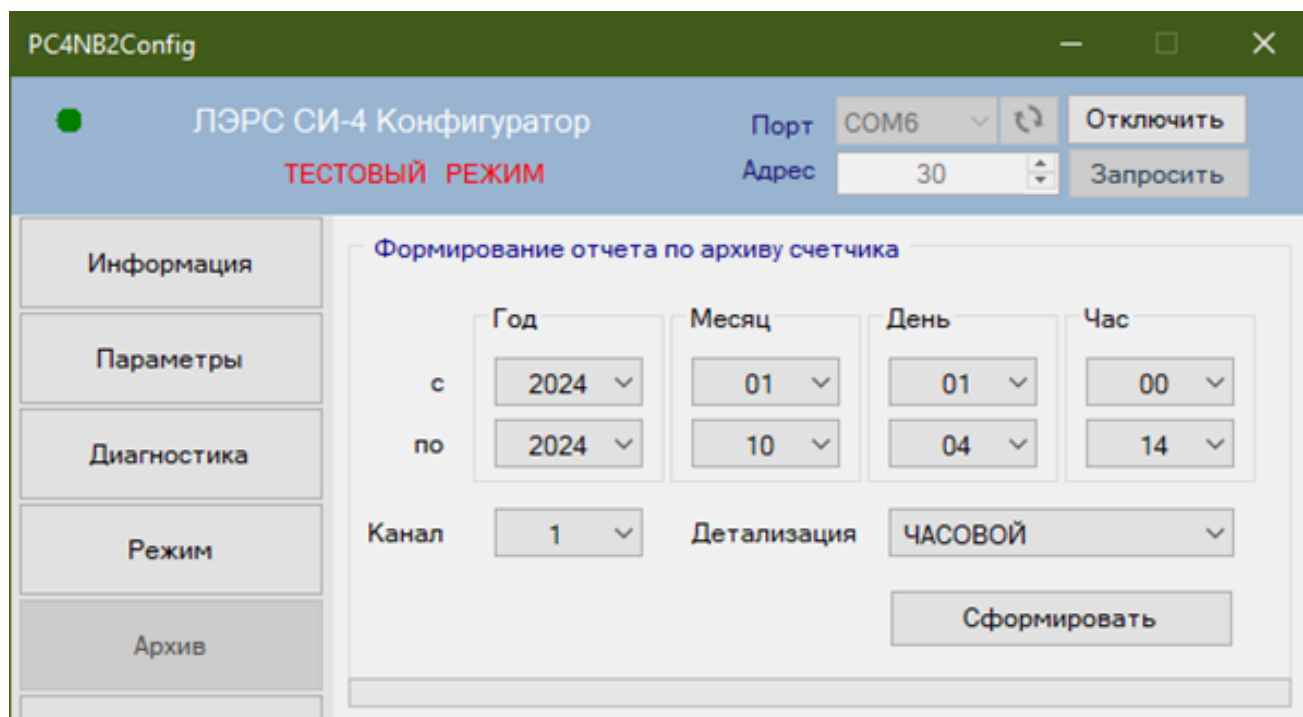 PC4NB2Config
ЛЭРС СИ-4 Конфигуратор
ТЕСТОВЫЙ РЕЖИМ
Порт COM6 Отключить
Адрес 30 Запросить
Информация
Параметры
Диагностика
Режим
Архив
Формирование отчета по архиву счетчика
Год Месяц День Час
с 2024 01 01 00
по 2024 10 04 14
Канал 1 Детализация ЧАСОВОЙ
Сформировать